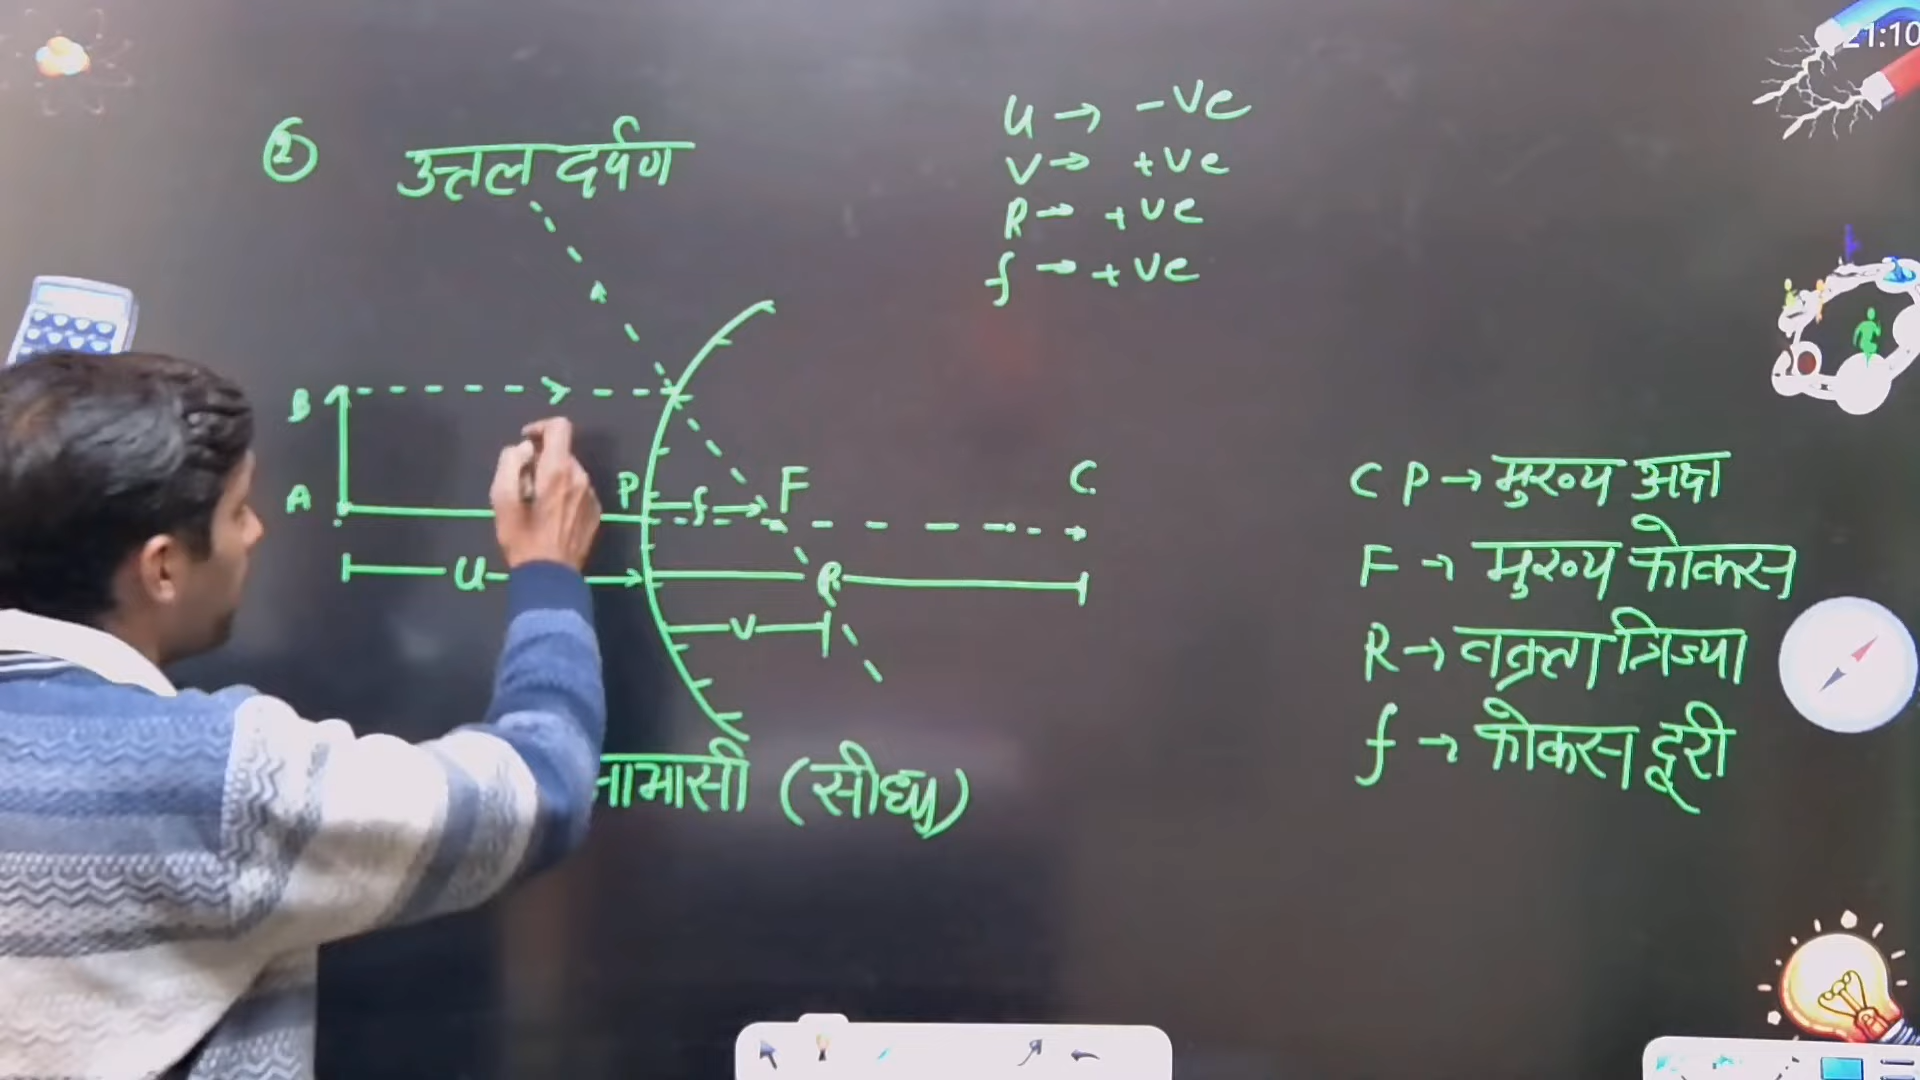 ② उत्तल दर्पण
u → -ve
v → +ve
R → +ve
f → +ve
B
A
P
f
F
C
u
R
v
(सीधा)
CP → मुख्य अक्ष
F → मुख्य फोकस
R → वक्रता त्रिज्या
f → फोकस दूरी
21:10